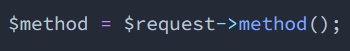 $method = $request->method();